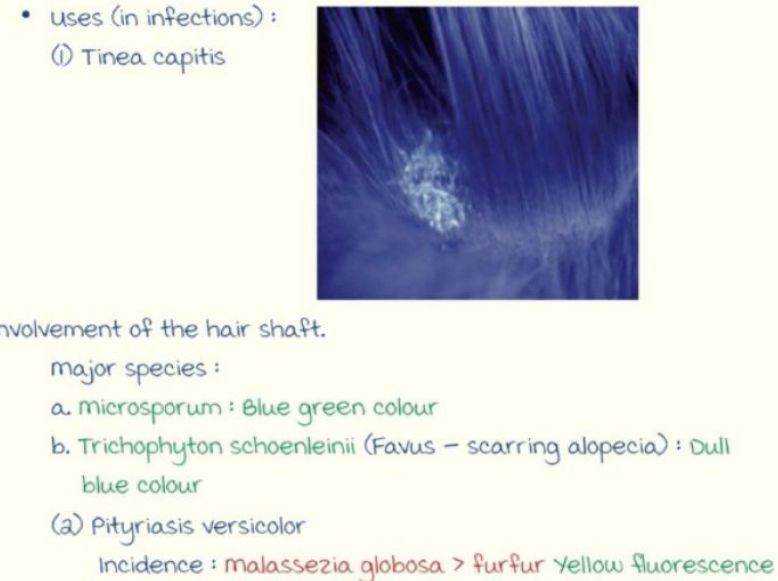 • uses (in infections) :
(1) Tinea capitis
nvolvement of the hair shaft.
major species :
a. microsporum : Blue green colour
b. Trichophyton schoenleinii (Favus – scarring alopecia) : Dull
blue colour
(2) Pityriasis versicolor
Incidence : malassezia globosa > furfur Yellow fluorescence